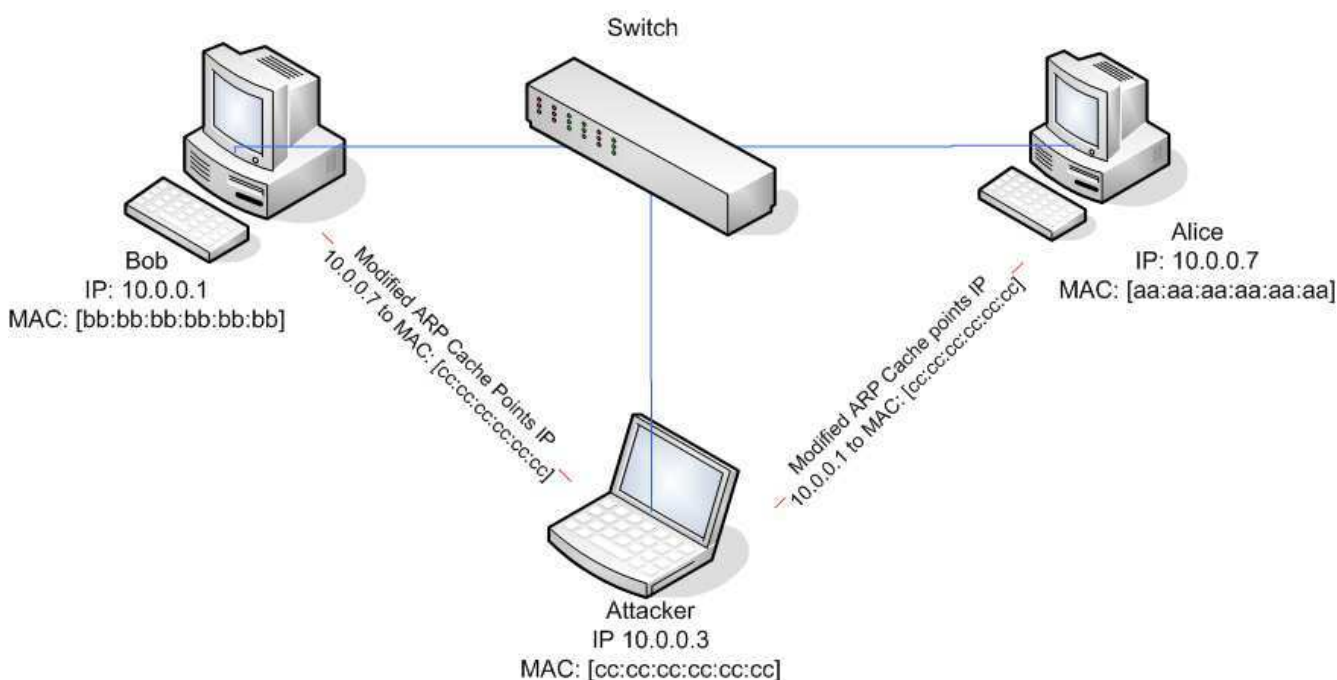 Switch
Bob
IP: 10.0.0.1
MAC: [bb:bb:bb:bb:bb:bb]
Alice
IP: 10.0.0.7
MAC: [aa:aa:aa:aa:aa:aa]
Modified ARP Cache Points IP
10.0.0.7 to MAC: [cc:cc:cc:cc:cc:cc]
Modified ARP Cache points IP
10.0.0.1 to MAC: [cc:cc:cc:cc:cc:cc]
Attacker
IP 10.0.0.3
MAC: [cc:cc:cc:cc:cc:cc]